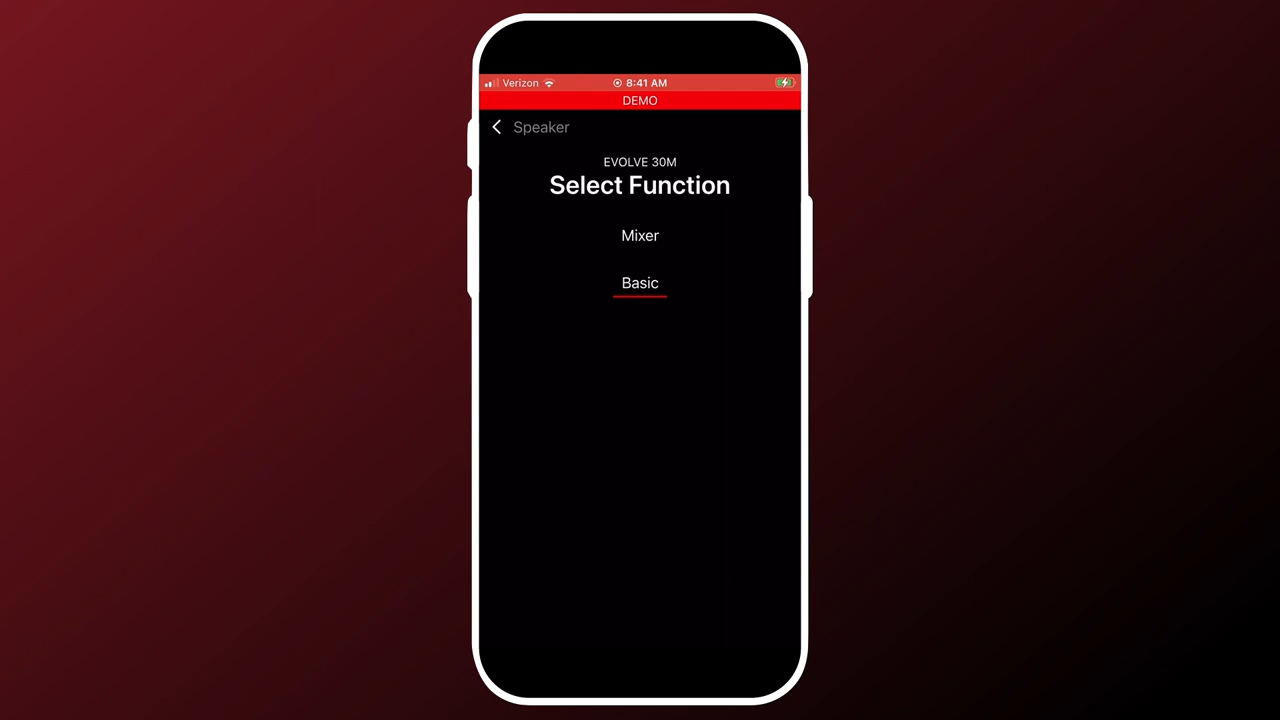 Verizon 8:41 AM
DEMO
Speaker
EVOLVE 30M
Select Function
Mixer
Basic